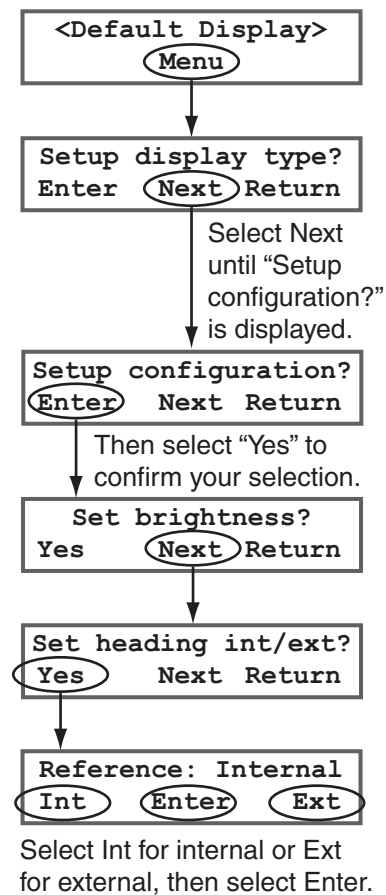 <Default Display>
Menu
Setup display type?
Enter Next Return
Select Next
until “Setup
configuration?”
is displayed.
Setup configuration?
Enter Next Return
Then select “Yes” to
confirm your selection.
Set brightness?
Yes Next Return
Set heading int/ext?
Yes Next Return
Reference: Internal
Int Enter Ext
Select Int for internal or Ext
for external, then select Enter.